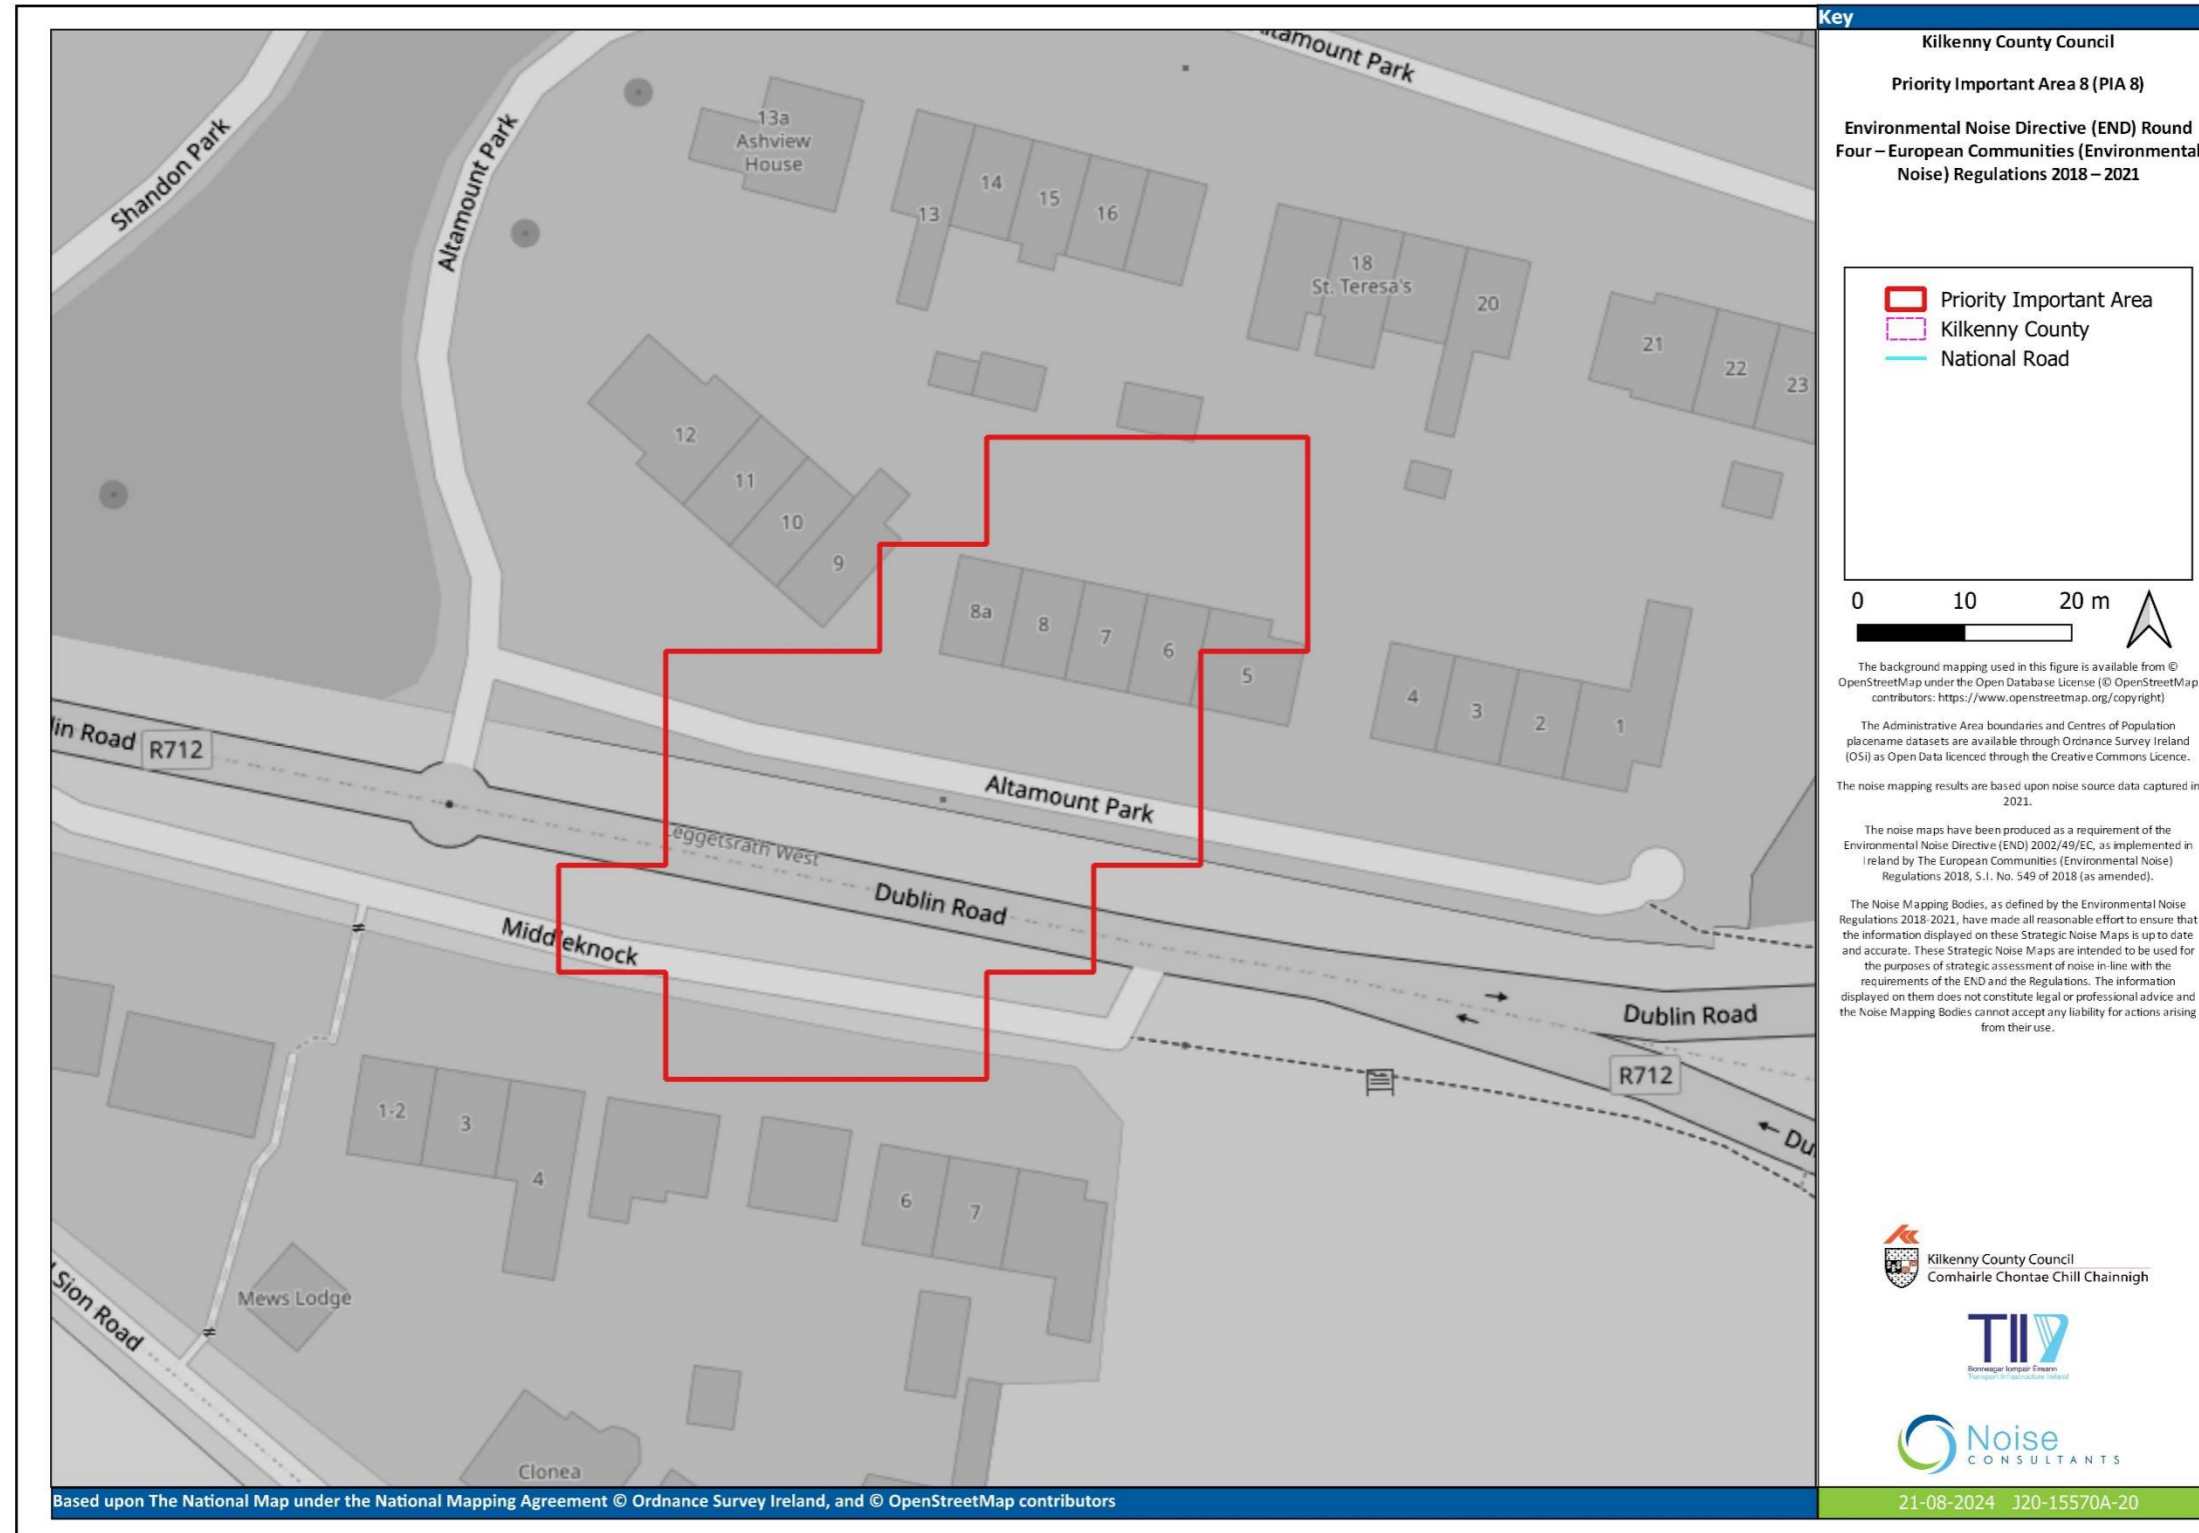 Key
Kilkenny County Council
Priority Important Area 8 (PIA 8)
Environmental Noise Directive (END) Round
Four – European Communities (Environmental
Noise) Regulations 2018 – 2021
Priority Important Area
Kilkenny County
National Road
0 10 20 m
The background mapping used in this figure is available from ©
OpenStreetMap under the Open Database License (© OpenStreetMap
contributors: https://www.openstreetmap.org/copyright)
The Administrative Area boundaries and Centres of Population
placename datasets are available through Ordnance Survey Ireland
(OSi) as Open Data licenced through the Creative Commons Licence.
The noise mapping results are based upon noise source data captured in
2021.
The noise maps have been produced as a requirement of the
Environmental Noise Directive (END) 2002/49/EC, as implemented in
Ireland by The European Communities (Environmental Noise)
Regulations 2018, S.I. No. 549 of 2018 (as amended).
The Noise Mapping Bodies, as defined by the Environmental Noise
Regulations 2018-2021, have made all reasonable effort to ensure that
the information displayed on these Strategic Noise Maps is up to date
and accurate. These Strategic Noise Maps are intended to be used for
the purposes of strategic assessment of noise in-line with the
requirements of the END and the Regulations. The information
displayed on them does not constitute legal or professional advice and
the Noise Mapping Bodies cannot accept any liability for actions arising
from their use.
Kilkenny County Council
Comhairle Chontae Chill Chainnigh
TII
Bonneagar Iompair Éireann
Transport Infrastructure Ireland
Noise
CONSULTANTS
21-08-2024 J20-15570A-20
tamount Park
Shandon Park
Altamount Park
13a
Ashview
House
13
14
15
16
18
St. Teresa's
20
21
22
23
12
11
10
9
8a
8
7
6
5
4
3
2
1
lin Road
R712
Altamount Park
eggetsrath West
Dublin Road
Middleknock
Dublin Road
R712
Du
1-2
3
4
6
7
Mews Lodge
Sion Road
Clonea
Based upon The National Map under the National Mapping Agreement © Ordnance Survey Ireland, and © OpenStreetMap contributors